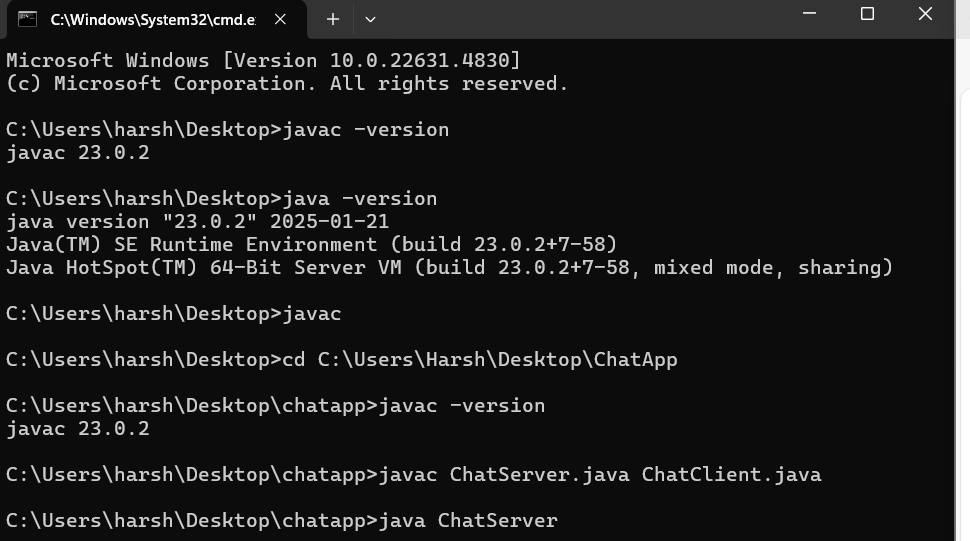 C:\Windows\System32\cmd.e
Microsoft Windows [Version 10.0.22631.4830]
(c) Microsoft Corporation. All rights reserved.
C:\Users\harsh\Desktop>javac -version
javac 23.0.2
C:\Users\harsh\Desktop>java -version
java version "23.0.2" 2025-01-21
Java(TM) SE Runtime Environment (build 23.0.2+7-58)
Java HotSpot(TM) 64-Bit Server VM (build 23.0.2+7-58, mixed mode, sharing)
C:\Users\harsh\Desktop>javac
C:\Users\harsh\Desktop>cd C:\Users\Harsh\Desktop\ChatApp
C:\Users\harsh\Desktop\chatapp>javac -version
javac 23.0.2
C:\Users\harsh\Desktop\chatapp>javac ChatServer.java ChatClient.java
C:\Users\harsh\Desktop\chatapp>java ChatServer